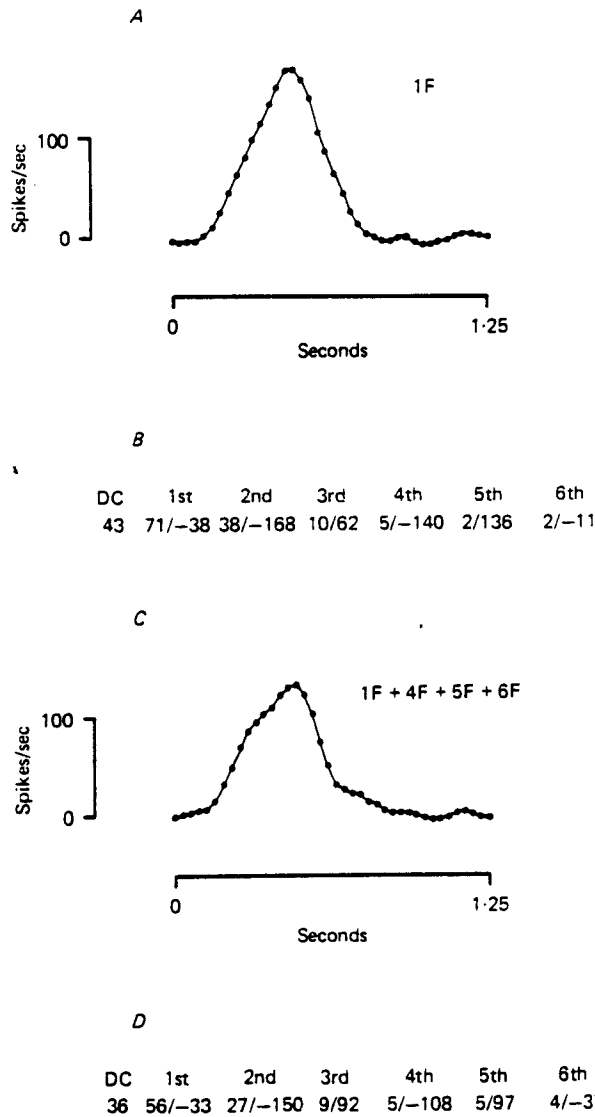 A
1F
100
Spikes/sec
0
0 1·25
Seconds
B
DC 1st 2nd 3rd 4th 5th 6th
43 71/−38 38/−168 10/62 5/−140 2/136 2/−11
C
1F + 4F + 5F + 6F
100
Spikes/sec
0
0 1·25
Seconds
D
DC 1st 2nd 3rd 4th 5th 6th
36 56/−33 27/−150 9/92 5/−108 5/97